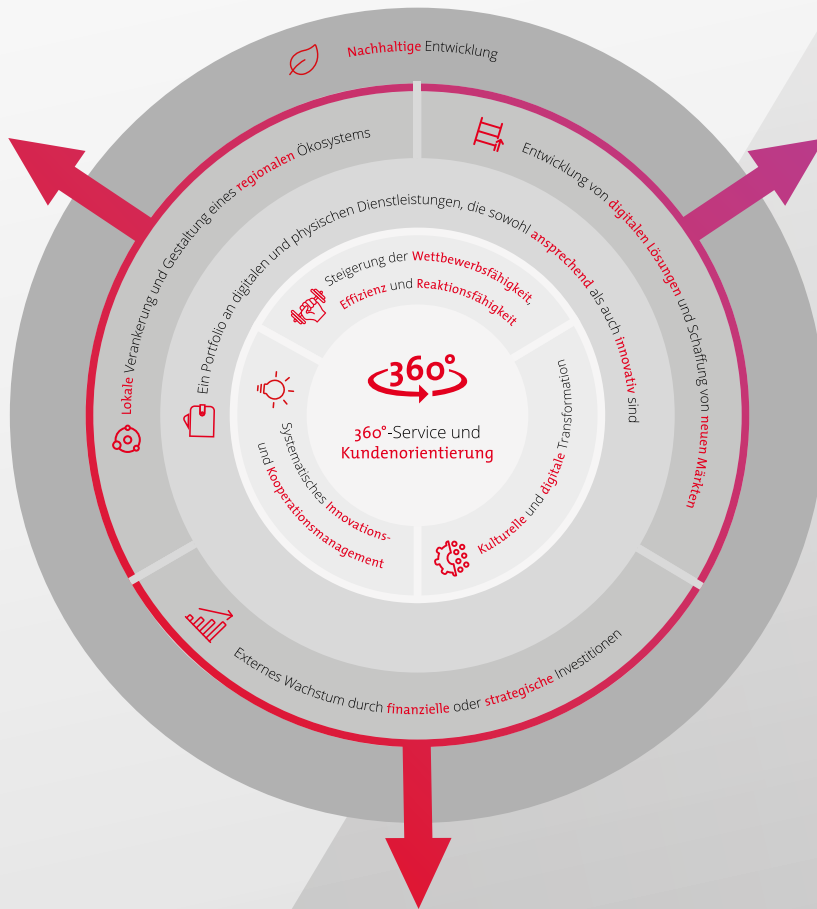 Nachhaltige Entwicklung
Lokale Verankerung und Gestaltung eines regionalen Ökosystems
Entwicklung von digitalen Lösungen und Schaffung von neuen Märkten
Ein Portfolio an digitalen und physischen Dienstleistungen, die sowohl ansprechend als auch innovativ sind
Steigerung der Wettbewerbsfähigkeit,
Effizienz und Reaktionsfähigkeit
360°
360°-Service und
Kundenorientierung
Systematisches Innovations-
und Kooperationsmanagement
Kulturelle und digitale Transformation
Externes Wachstum durch finanzielle oder strategische Investitionen